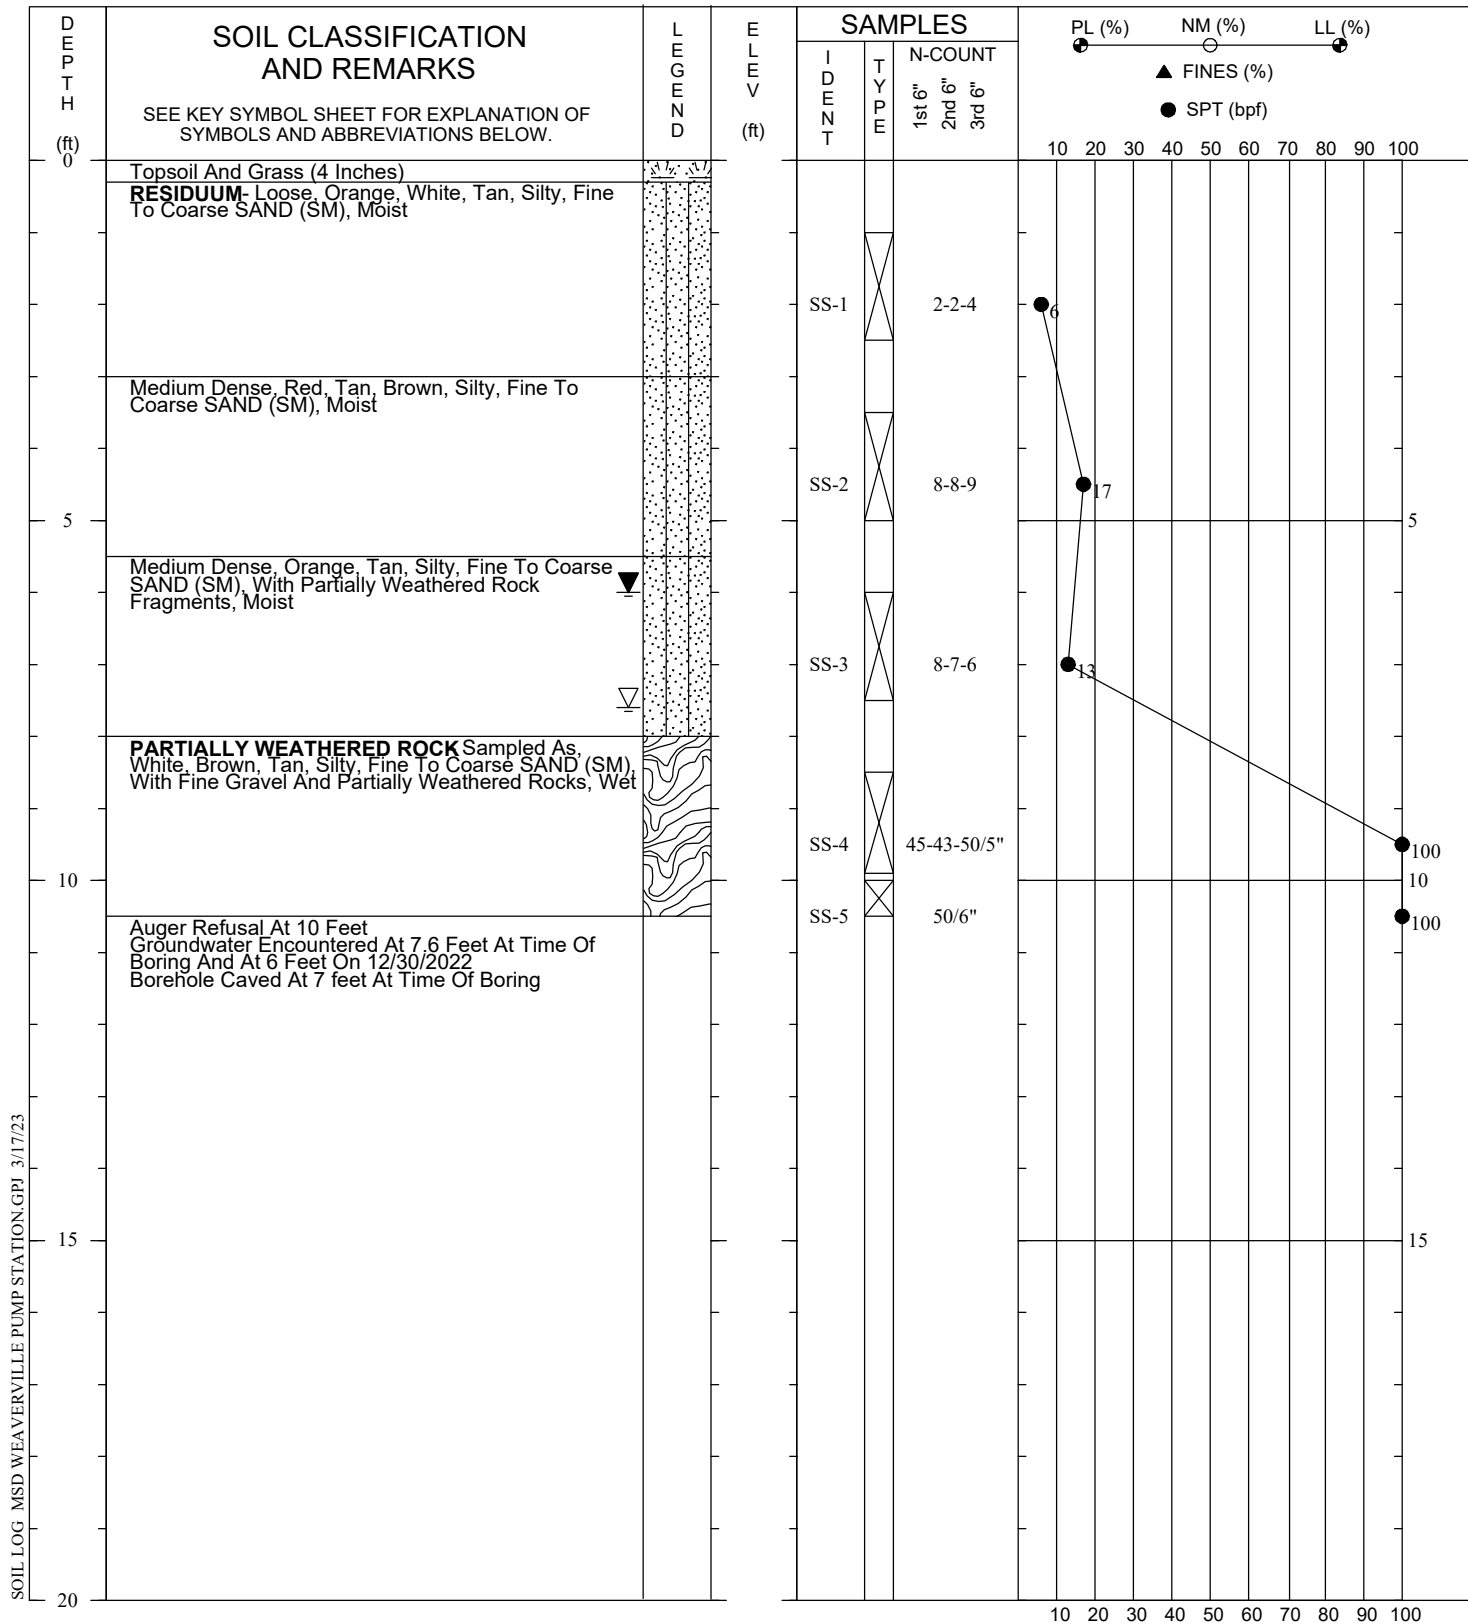 DEPTH
(ft)
SOIL CLASSIFICATION
AND REMARKS
SEE KEY SYMBOL SHEET FOR EXPLANATION OF
SYMBOLS AND ABBREVIATIONS BELOW.
LEGEND
ELEV
(ft)
SAMPLES
IDENT
TYPE
N-COUNT
1st 6"
2nd 6"
3rd 6"
PL (%)
NM (%)
LL (%)
FINES (%)
SPT (bpf)
10 20 30 40 50 60 70 80 90 100
0
Topsoil And Grass (4 Inches)
RESIDUUM- Loose, Orange, White, Tan, Silty, Fine
To Coarse SAND (SM), Moist
SS-1 2-2-4 6
Medium Dense, Red, Tan, Brown, Silty, Fine To
Coarse SAND (SM), Moist
SS-2 8-8-9 17
5 5
Medium Dense, Orange, Tan, Silty, Fine To Coarse
SAND (SM), With Partially Weathered Rock
Fragments, Moist
SS-3 8-7-6 13
PARTIALLY WEATHERED ROCK Sampled As,
White, Brown, Tan, Silty, Fine To Coarse SAND (SM),
With Fine Gravel And Partially Weathered Rocks, Wet
SS-4 45-43-50/5" 100
10 10
SS-5 50/6" 100
Auger Refusal At 10 Feet
Groundwater Encountered At 7.6 Feet At Time Of
Boring And At 6 Feet On 12/30/2022
Borehole Caved At 7 feet At Time Of Boring
15 15
20
10 20 30 40 50 60 70 80 90 100
SOIL LOG MSD WEAVERVILLE PUMP STATION.GPJ 3/17/23